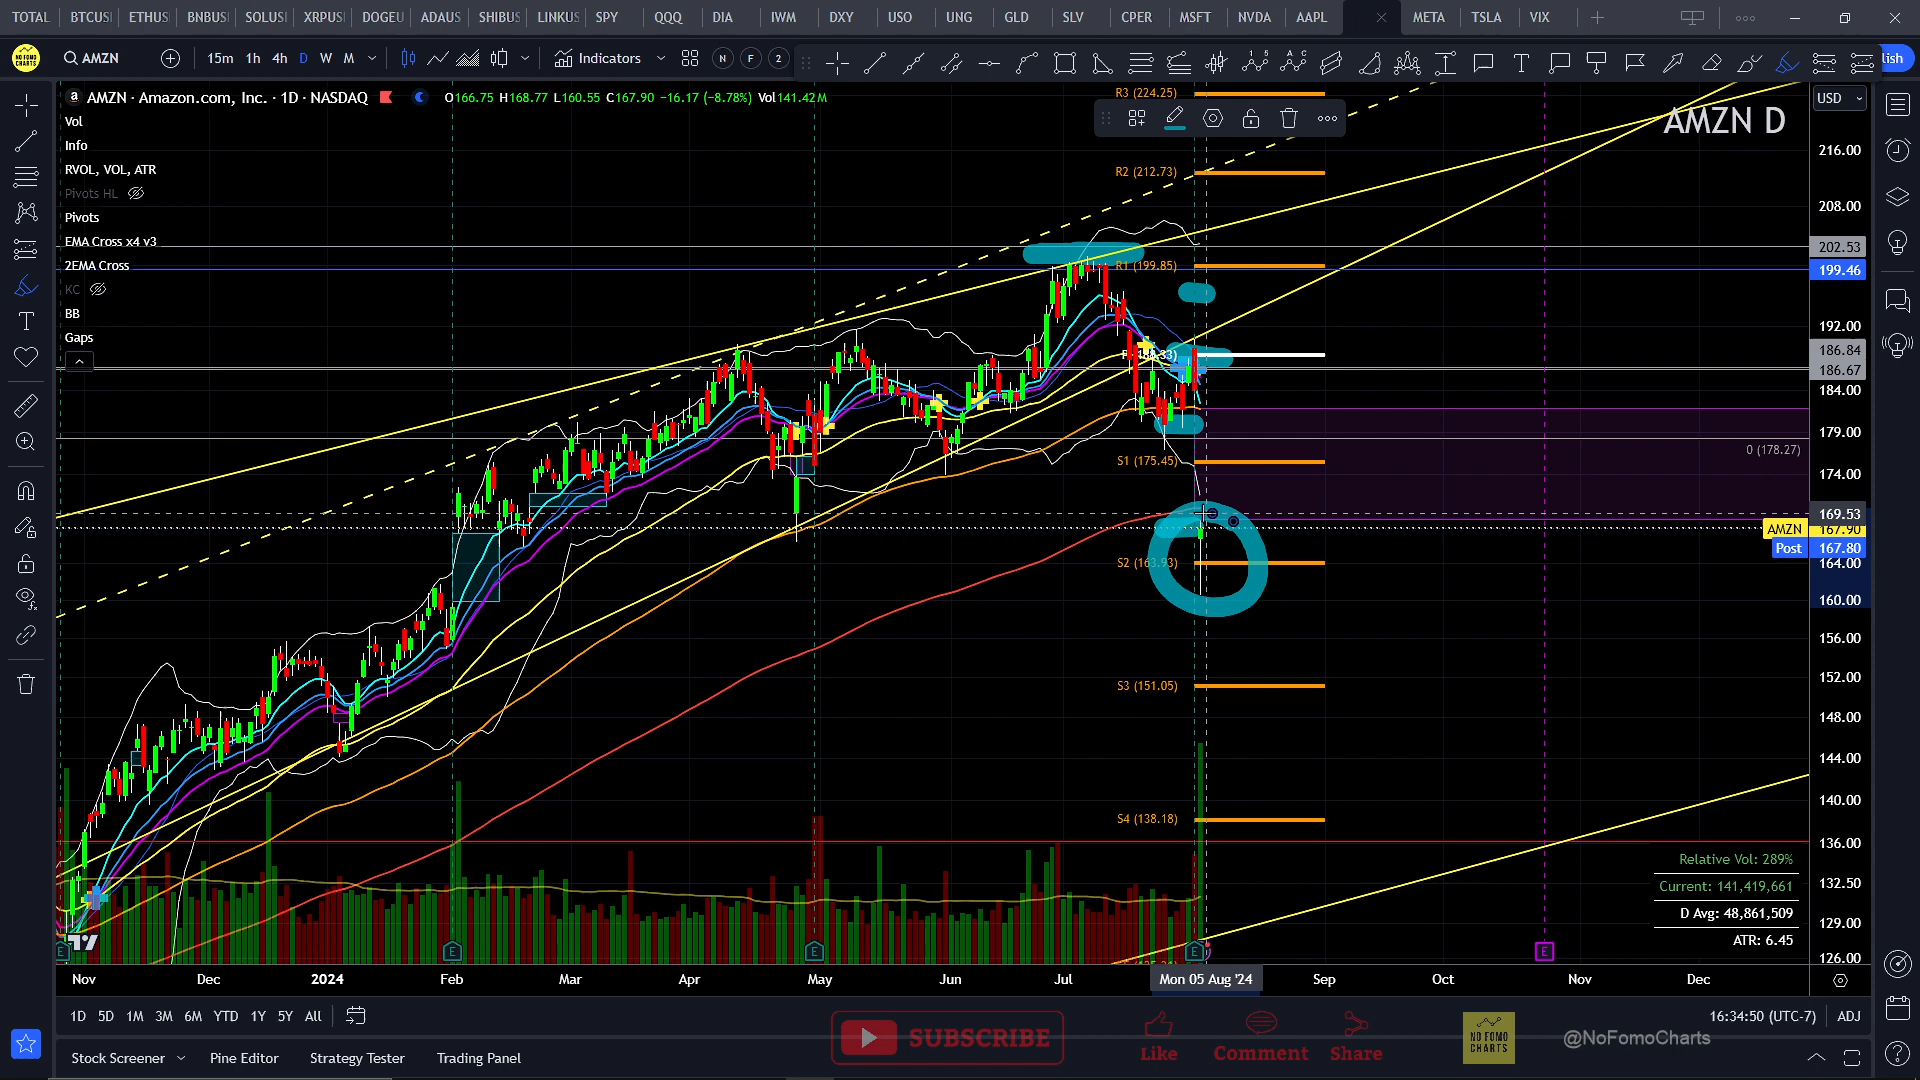 TOTAL BTCUS ETHUS BNBUS SOLUS XRPUS DOGEU ADAUS SHIBUS LINKUS SPY QQQ DIA IWM DXY USO UNG GLD SLV CPER MSFT NVDA AAPL META TSLA VIX
NO FOMO CHARTS AMZN 15m 1h 4h D W M Indicators N F 2 lish
a AMZN · Amazon.com, Inc. · 1D · NASDAQ O166.75 H168.77 L160.55 C167.90 −16.17 (−8.78%) Vol141.42M
R3 (224.25)
USD
AMZN D
Vol
Info
216.00
RVOL, VOL, ATR
R2 (212.73)
Pivots HL
208.00
Pivots
EMA Cross x4 v3
202.53
2EMA Cross
R1 (199.85)
199.46
KC
BB
192.00
Gaps
186.84
186.67
184.00
179.00
0 (178.27)
S1 (175.45)
174.00
169.53
AMZN 167.90
Post 167.80
S2 (163.93)
164.00
160.00
156.00
152.00
S3 (151.05)
148.00
144.00
140.00
S4 (138.18)
136.00
Relative Vol: 289%
132.50
Current: 141,419,661
D Avg: 48,861,509
129.00
ATR: 6.45
E E E E E
126.00
Nov Dec 2024 Feb Mar Apr May Jun Jul Mon 05 Aug '24 Sep Oct Nov Dec
1D 5D 1M 3M 6M YTD 1Y 5Y All
16:34:50 (UTC-7) ADJ
SUBSCRIBE Like Comment Share NO FOMO CHARTS @NoFomoCharts
Stock Screener Pine Editor Strategy Tester Trading Panel